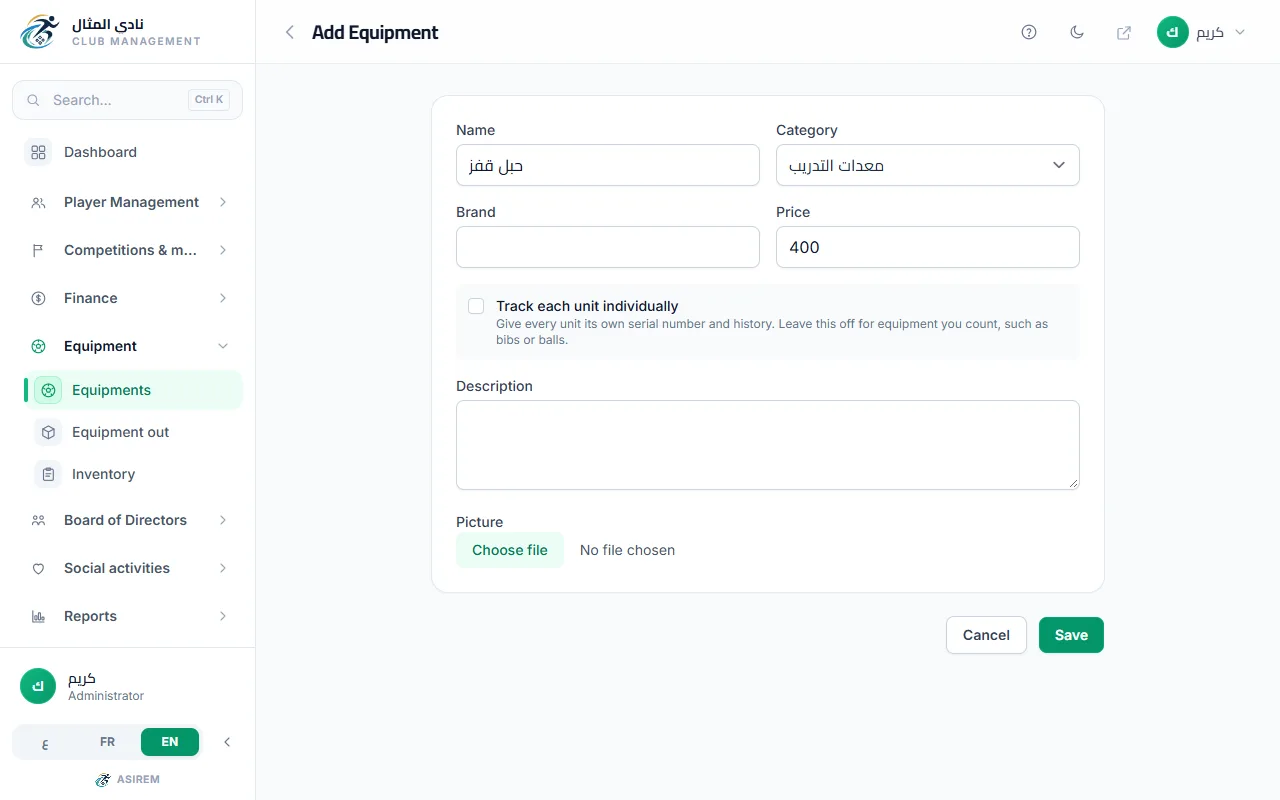 نادي المثال
CLUB MANAGEMENT
Search...
Ctrl K
Dashboard
Player Management
Competitions & m...
Finance
Equipment
Equipments
Equipment out
Inventory
Board of Directors
Social activities
Reports
ك
كريم
Administrator
ع
FR
EN
ASIREM
Add Equipment
ك
كريم
Name
Category
حبل قفز
معدات التدريب
Brand
Price
400
Track each unit individually
Give every unit its own serial number and history. Leave this off for equipment you count, such as
bibs or balls.
Description
Picture
Choose file
No file chosen
Cancel
Save